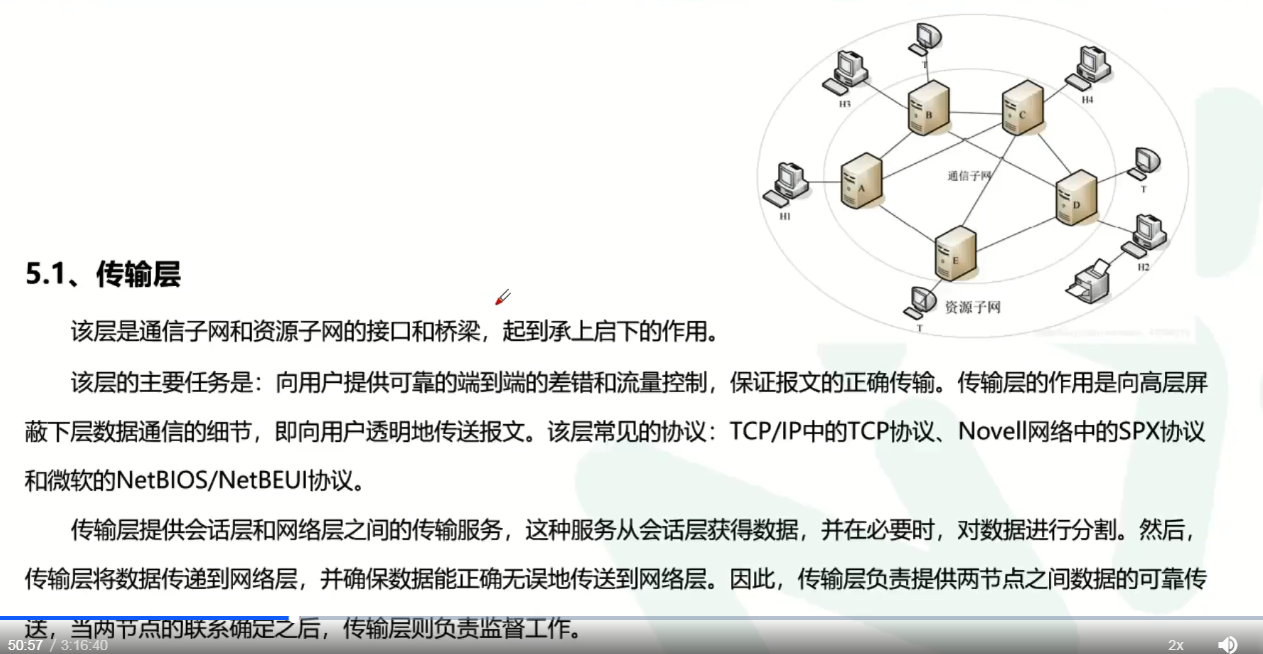 T
H3
B
C
H4
A
通信子网
D
T
H1
E
H2
资源子网
T
5.1、传输层
该层是通信子网和资源子网的接口和桥梁，起到承上启下的作用。
该层的主要任务是：向用户提供可靠的端到端的差错和流量控制，保证报文的正确传输。传输层的作用是向高层屏
蔽下层数据通信的细节，即向用户透明地传送报文。该层常见的协议：TCP/IP中的TCP协议、Novell网络中的SPX协议
和微软的NetBIOS/NetBEUI协议。
传输层提供会话层和网络层之间的传输服务，这种服务从会话层获得数据，并在必要时，对数据进行分割。然后，
传输层将数据传递到网络层，并确保数据能正确无误地传送到网络层。因此，传输层负责提供两节点之间数据的可靠传
送，当两节点的联系确定之后，传输层则负责监督工作。
50:57 / 3:16:40
2x